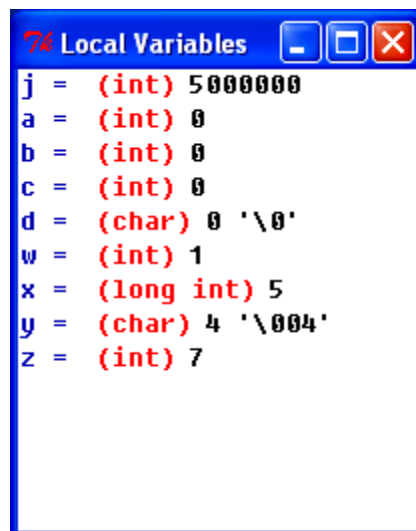 7k Local Variables
j = (int) 5000000
a = (int) 0
b = (int) 0
c = (int) 0
d = (char) 0 '\0'
w = (int) 1
x = (long int) 5
y = (char) 4 '\004'
z = (int) 7